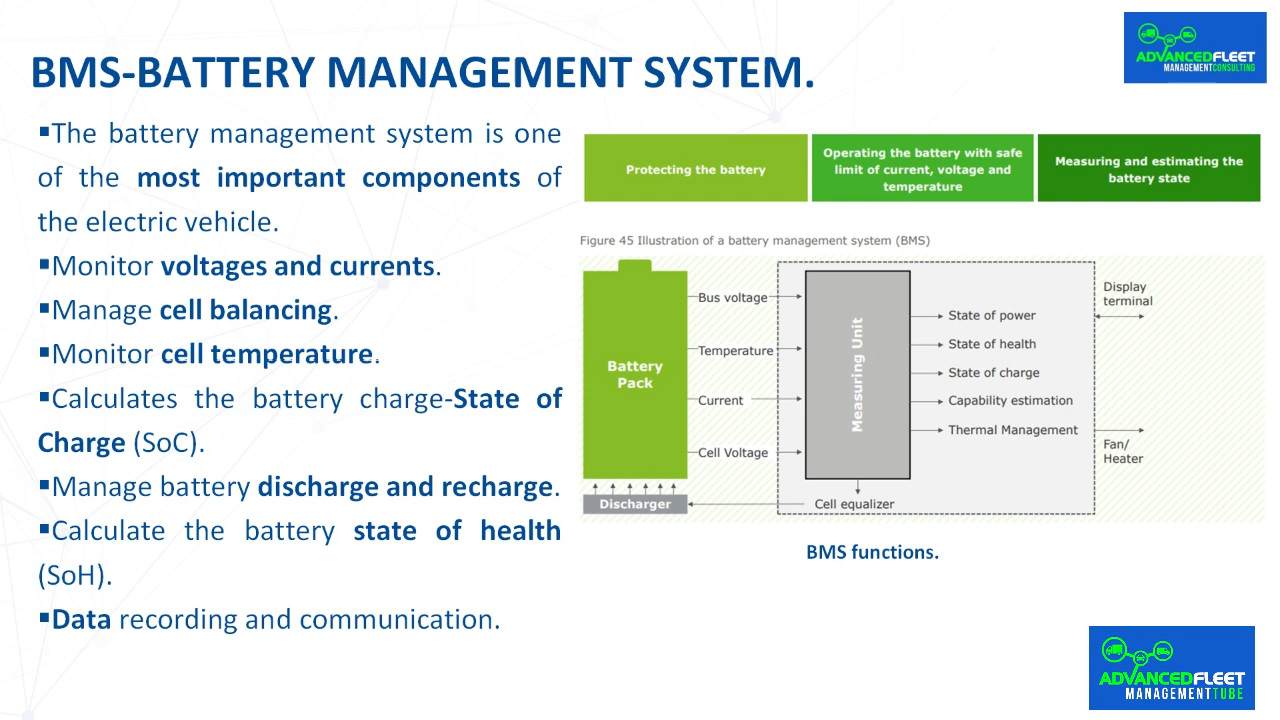 BMS-BATTERY MANAGEMENT SYSTEM.
ADVANCEDFLEET
MANAGEMENTCONSULTING
▪The battery management system is one
of the most important components of
the electric vehicle.
▪Monitor voltages and currents.
▪Manage cell balancing.
▪Monitor cell temperature.
▪Calculates the battery charge-State of
Charge (SoC).
▪Manage battery discharge and recharge.
▪Calculate the battery state of health
(SoH).
▪Data recording and communication.
Protecting the battery
Operating the battery with safe
limit of current, voltage and
temperature
Measuring and estimating the
battery state
Figure 45 Illustration of a battery management system (BMS)
Battery
Pack
Discharger
Bus voltage
Temperature
Current
Cell Voltage
Measuring Unit
Cell equalizer
State of power
State of health
State of charge
Capability estimation
Thermal Management
Display
terminal
Fan/
Heater
BMS functions.
ADVANCEDFLEET
MANAGEMENTTUBE